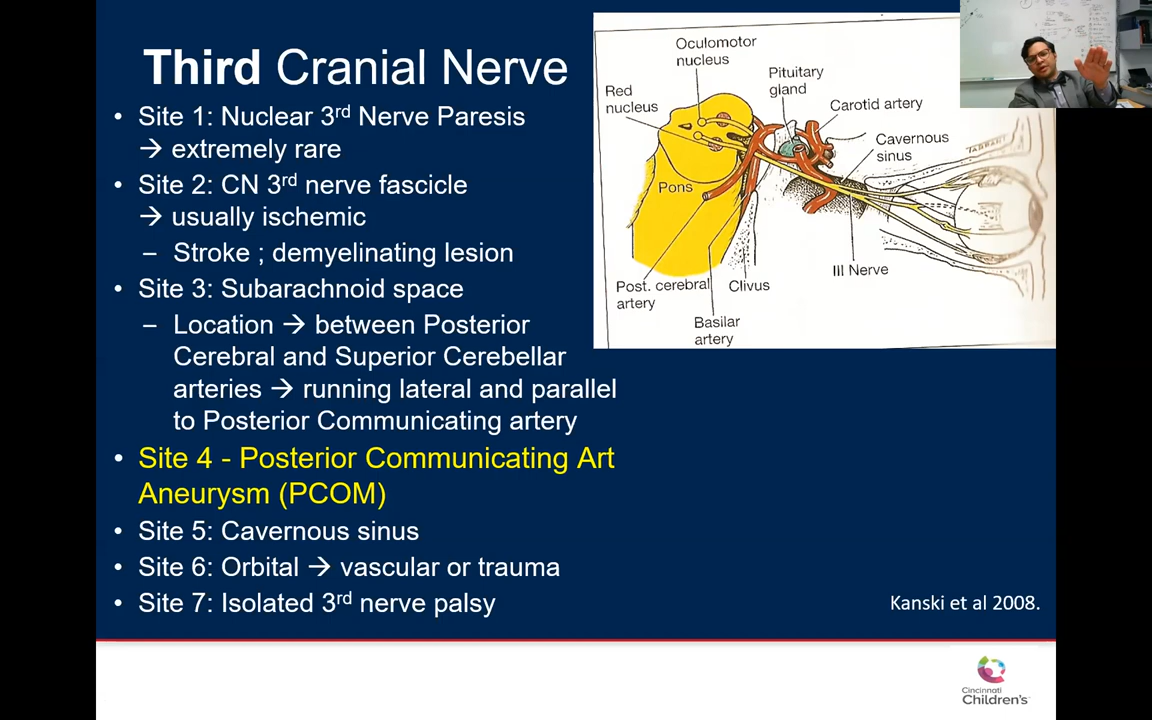 Third Cranial Nerve
• Site 1: Nuclear 3rd Nerve Paresis
→ extremely rare
• Site 2: CN 3rd nerve fascicle
→ usually ischemic
– Stroke ; demyelinating lesion
• Site 3: Subarachnoid space
– Location → between Posterior
Cerebral and Superior Cerebellar
arteries → running lateral and parallel
to Posterior Communicating artery
• Site 4 - Posterior Communicating Art
Aneurysm (PCOM)
• Site 5: Cavernous sinus
• Site 6: Orbital → vascular or trauma
• Site 7: Isolated 3rd nerve palsy
Oculomotor
nucleus
Pituitary
gland
Red
nucleus
Carotid artery
Cavernous
sinus
Pons
III Nerve
Post. cerebral
artery
Clivus
Basilar
artery
Kanski et al 2008.
Cincinnati
Children's